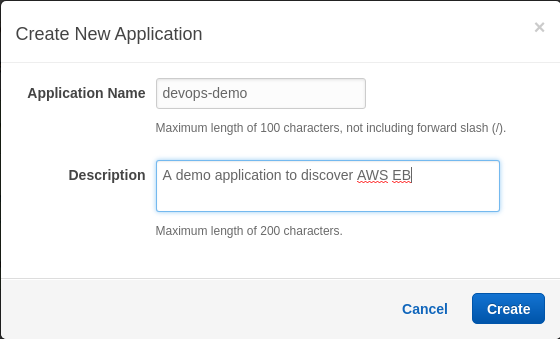 Create New Application
×
Application Name
devops-demo
Maximum length of 100 characters, not including forward slash (/).
Description
A demo application to discover AWS EB
Maximum length of 200 characters.
Cancel
Create